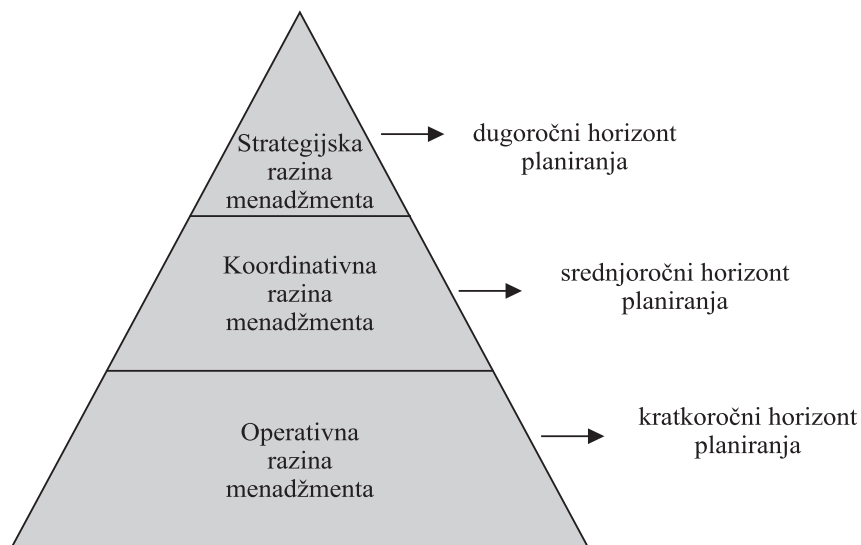 Strategijska
razina
menadžmenta
dugoročni horizont
planiranja
Koordinativna
razina
menadžmenta
srednjoročni horizont
planiranja
Operativna
razina
menadžmenta
kratkoročni horizont
planiranja